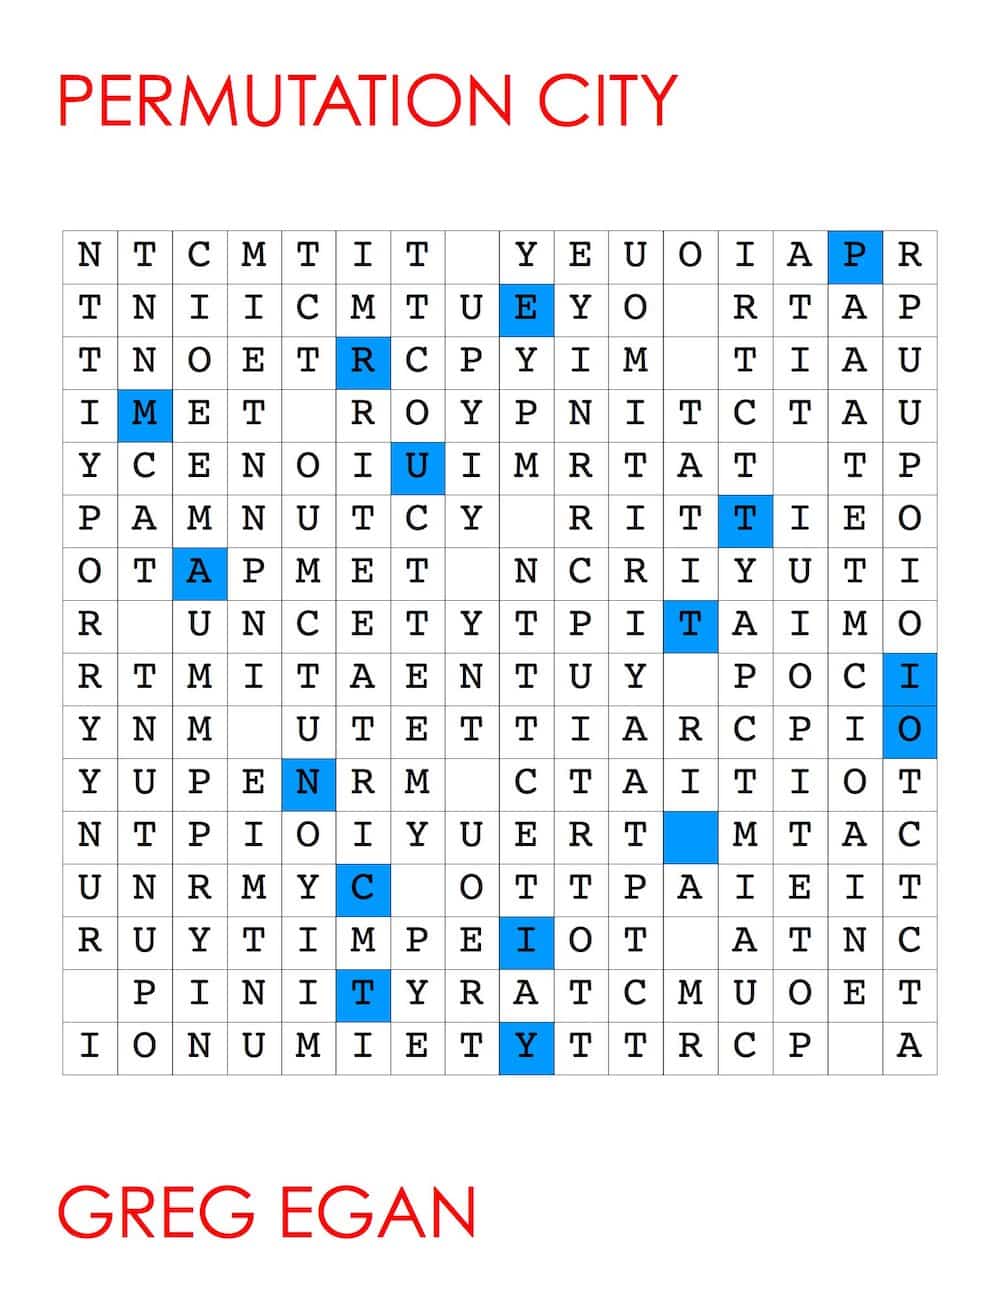 PERMUTATION CITY
N T C M T I T   Y E U O I A P R
T N I I C M T U E Y O   R T A P
T N O E T R C P Y I M   T I A U
I M E T   R O Y P N I T C T A U
Y C E N O I U I M R T A T   T P
P A M N U T C Y   R I T T I E O
O T A P M E T   N C R I Y U T I
R   U N C E T Y T P I T A I M O
R T M I T A E N T U Y   P O C I
Y N M   U T E T T I A R C P I O
Y U P E N R M   C T A I T I O T
N T P I O I Y U E R T   M T A C
U N R M Y C   O T T P A I E I T
R U Y T I M P E I O T   A T N C
  P I N I T Y R A T C M U O E T
I O N U M I E T Y T T R C P   A
GREG EGAN